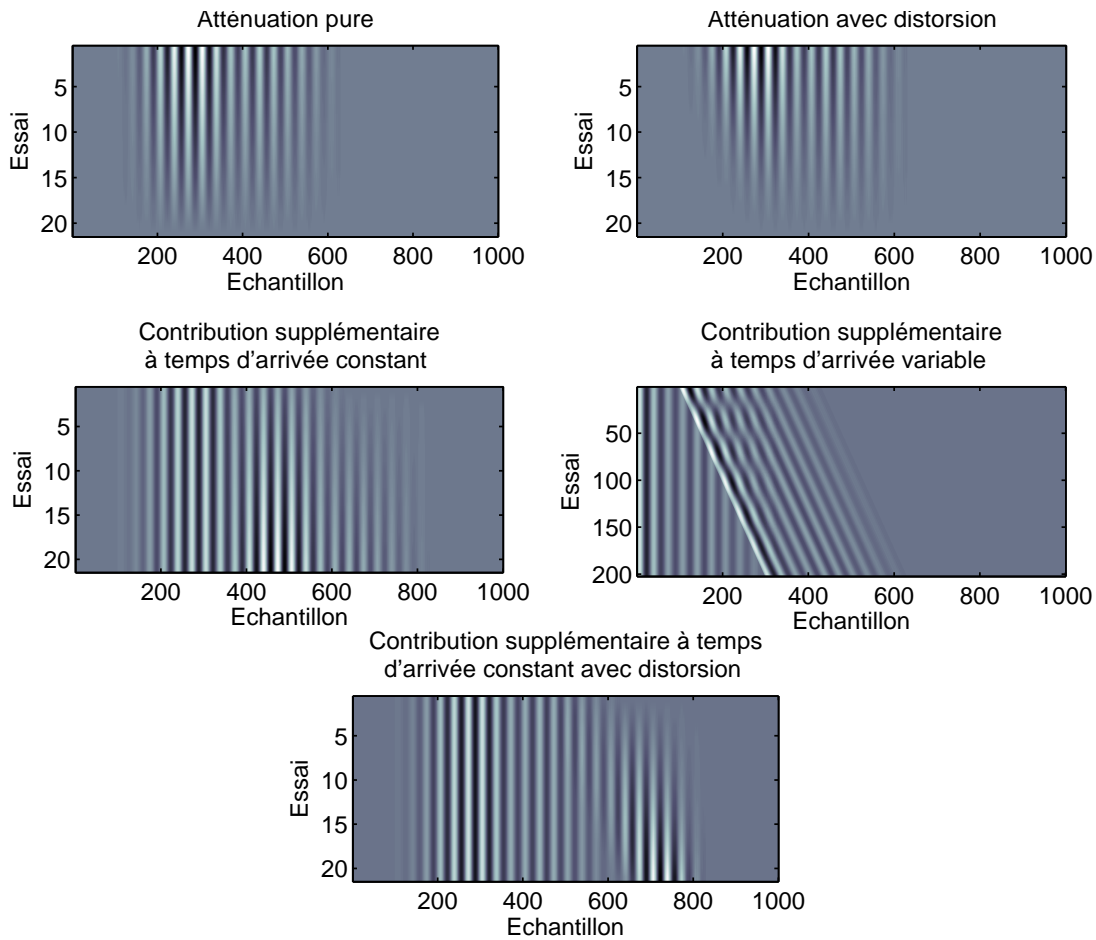 Atténuation pure
Essai
5
10
15
20
200 400 600 800 1000
Echantillon
Atténuation avec distorsion
Essai
5
10
15
20
200 400 600 800 1000
Echantillon
Contribution supplémentaire
à temps d'arrivée constant
Essai
5
10
15
20
200 400 600 800 1000
Echantillon
Contribution supplémentaire
à temps d'arrivée variable
Essai
50
100
150
200
200 400 600 800 1000
Echantillon
Contribution supplémentaire à temps
d'arrivée constant avec distorsion
Essai
5
10
15
20
200 400 600 800 1000
Echantillon